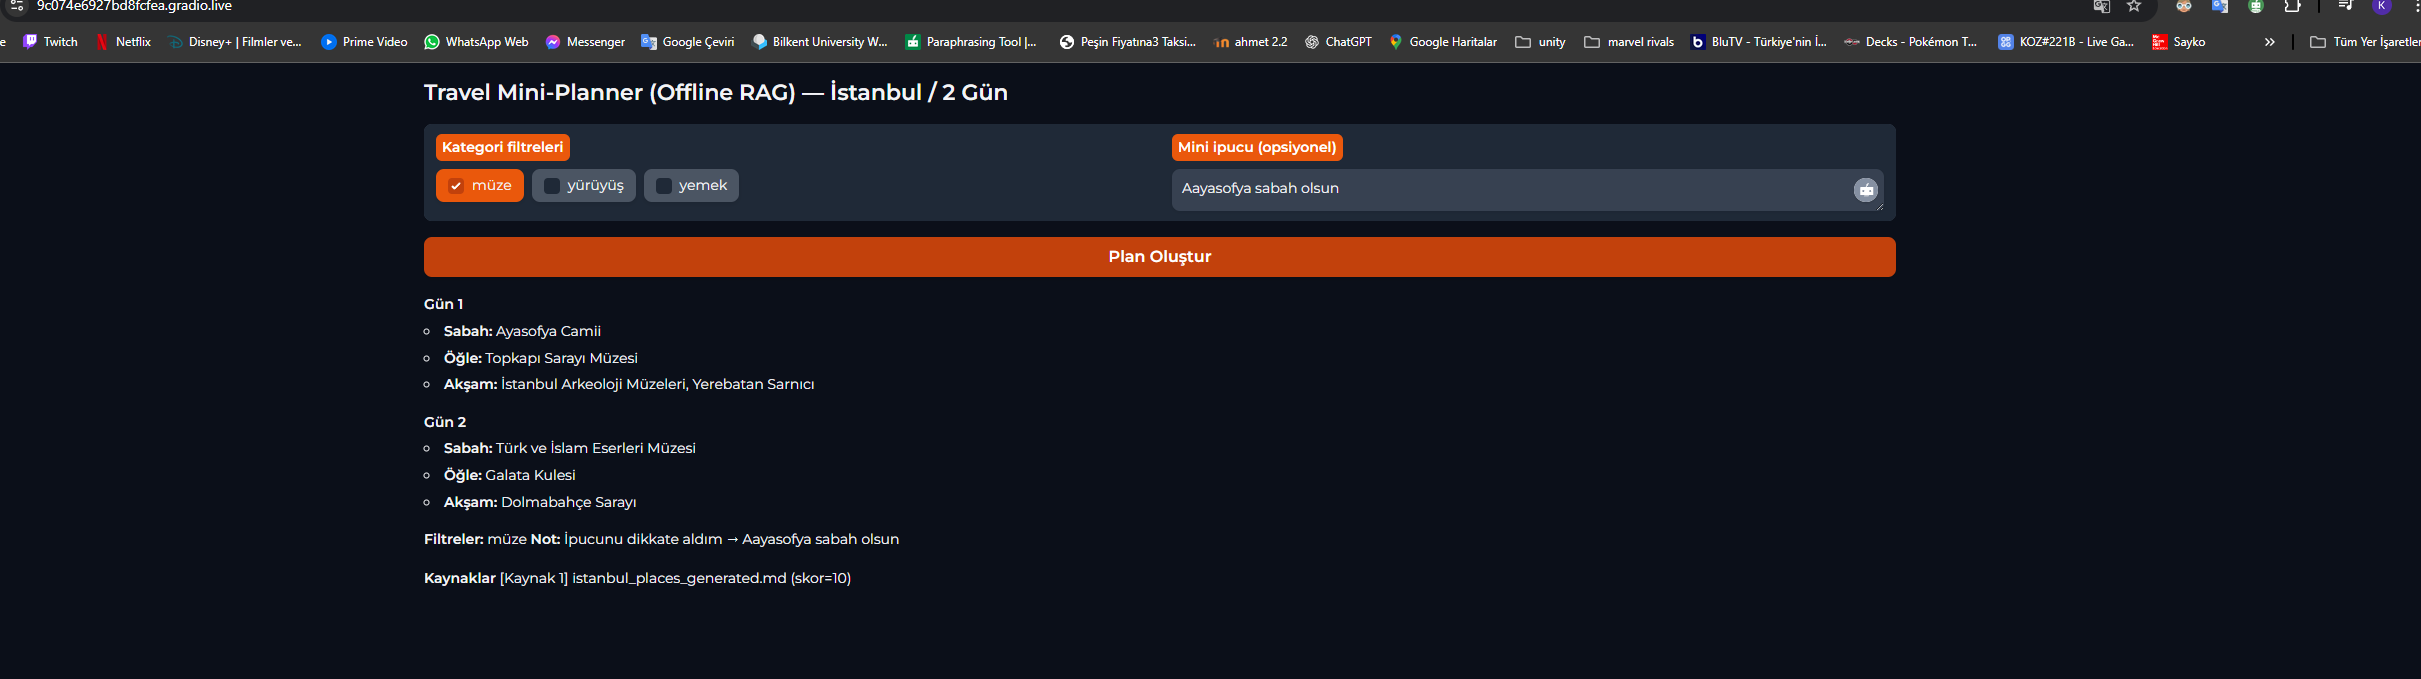 9c074e6927bd8fcfea.gradio.live
e Twitch Netflix Disney+ | Filmler ve... Prime Video WhatsApp Web Messenger Google Çeviri Bilkent University W... Paraphrasing Tool |... Peşin Fiyatına3 Taksi... ahmet 2.2 ChatGPT Google Haritalar unity marvel rivals BluTV - Türkiye'nin İ... Decks - Pokémon T... KOZ#221B - Live Ga... Sayko » Tüm Yer İşaretler
Travel Mini-Planner (Offline RAG) — İstanbul / 2 Gün
Kategori filtreleri
müze yürüyüş yemek
Mini ipucu (opsiyonel)
Aayasofya sabah olsun
Plan Oluştur
Gün 1
Sabah: Ayasofya Camii
Öğle: Topkapı Sarayı Müzesi
Akşam: İstanbul Arkeoloji Müzeleri, Yerebatan Sarnıcı
Gün 2
Sabah: Türk ve İslam Eserleri Müzesi
Öğle: Galata Kulesi
Akşam: Dolmabahçe Sarayı
Filtreler: müze Not: İpucunu dikkate aldım → Aayasofya sabah olsun
Kaynaklar [Kaynak 1] istanbul_places_generated.md (skor=10)